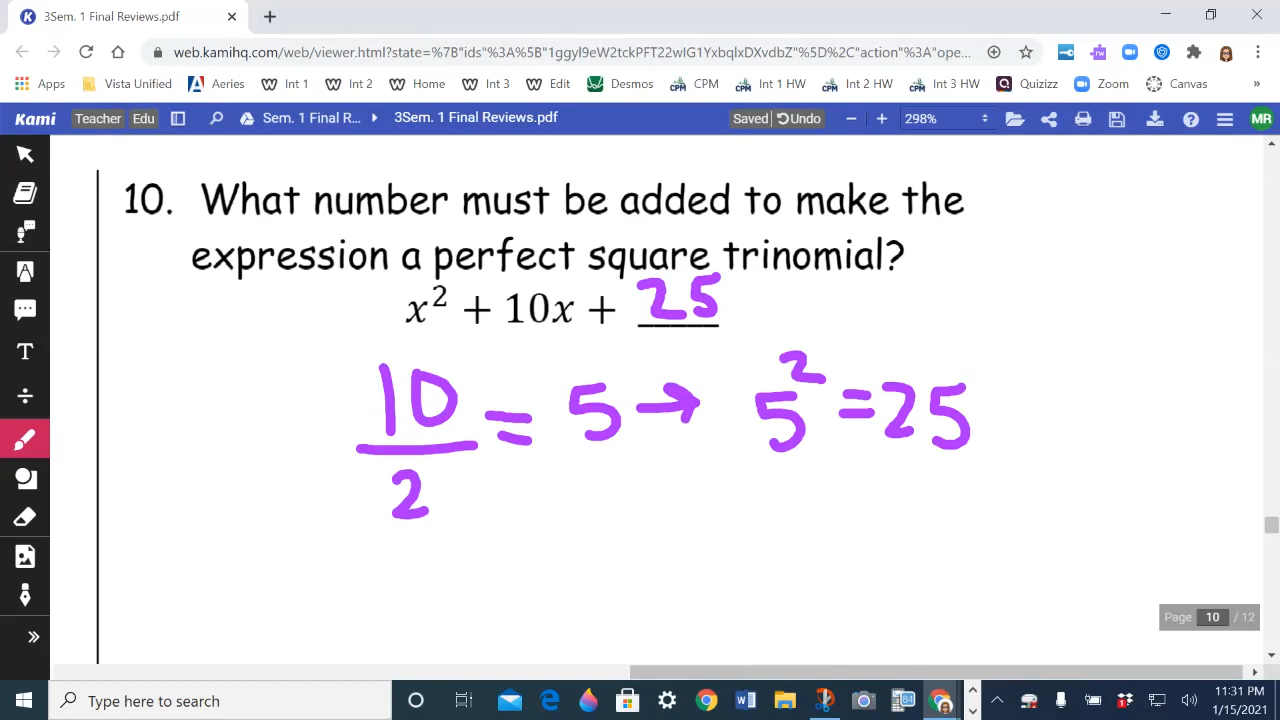 3Sem. 1 Final Reviews.pdf
web.kamihq.com/web/viewer.html?state=%7B"ids"%3A%5B"1ggyI9eW2tckPFT22wIG1YsYqlxDXvdbZ"%5D%2C"action"%3A"ope...
Apps Vista Unified Aeries Int 1 Int 2 Home Int 3 Edit Desmos CPM Int 1 HW Int 2 HW Int 3 HW Quizizz Zoom Canvas »
Kami Teacher Edu Sem. 1 Final R... 3Sem. 1 Final Reviews.pdf Saved Undo 298% MR
10. What number must be added to make the
expression a perfect square trinomial?
x² + 10x + 25
10/2 = 5 → 5² = 25
Page 10 / 12
Type here to search
11:31 PM
1/15/2021